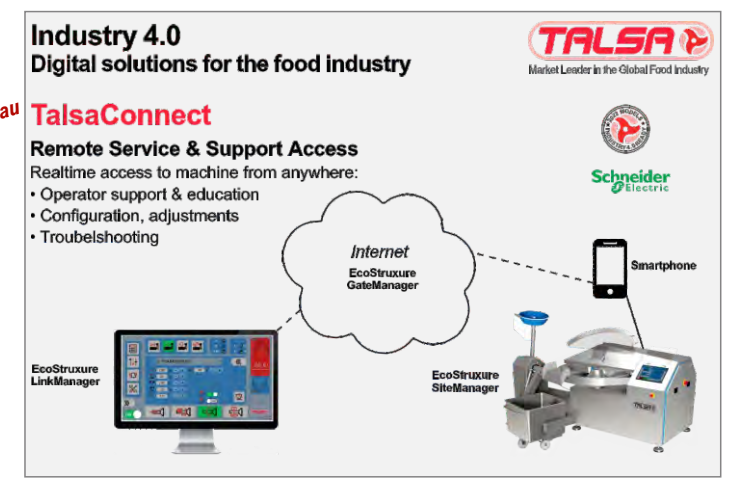 Industry 4.0
Digital solutions for the food industry
TALSA
Market Leader in the Global Food Industry
au
TalsaConnect
Remote Service & Support Access
Realtime access to machine from anywhere:
• Operator support & education
• Configuration, adjustments
• Troubelshooting
Schneider
Electric
Internet
EcoStruxure
GateManager
Smartphone
EcoStruxure
LinkManager
EcoStruxure
SiteManager
TALSA